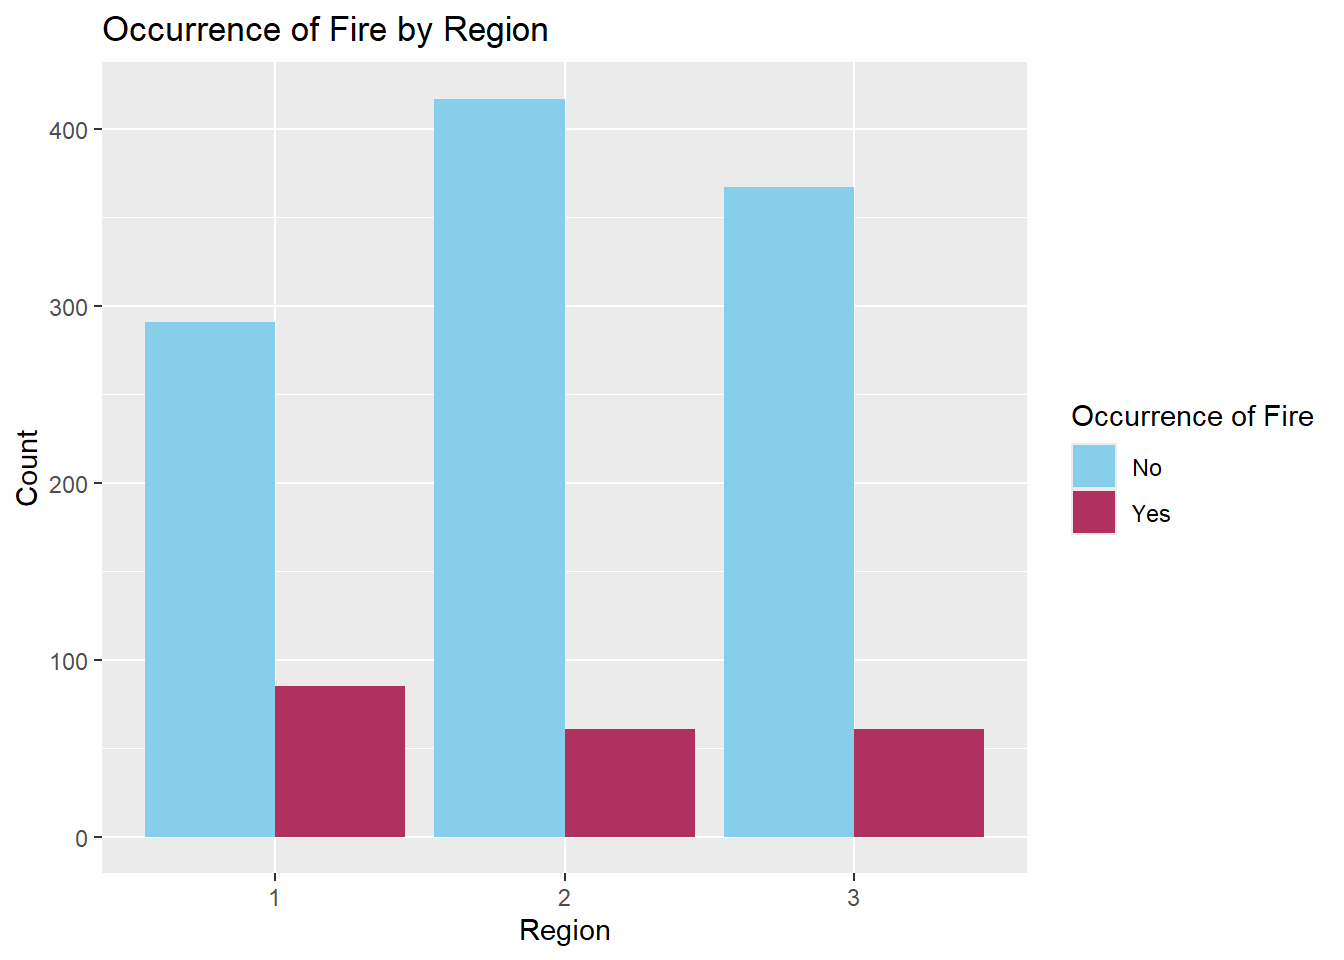 Occurrence of Fire by Region
400
300
200
100
0
Count
1 2 3
Region
Occurrence of Fire
No
Yes